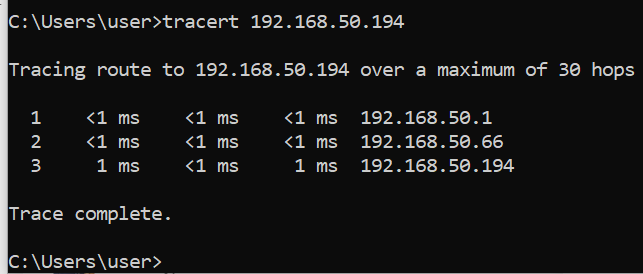 C:\Users\user>tracert 192.168.50.194
Tracing route to 192.168.50.194 over a maximum of 30 hops
1 <1 ms <1 ms <1 ms 192.168.50.1
2 <1 ms <1 ms <1 ms 192.168.50.66
3 1 ms <1 ms 1 ms 192.168.50.194
Trace complete.
C:\Users\user>